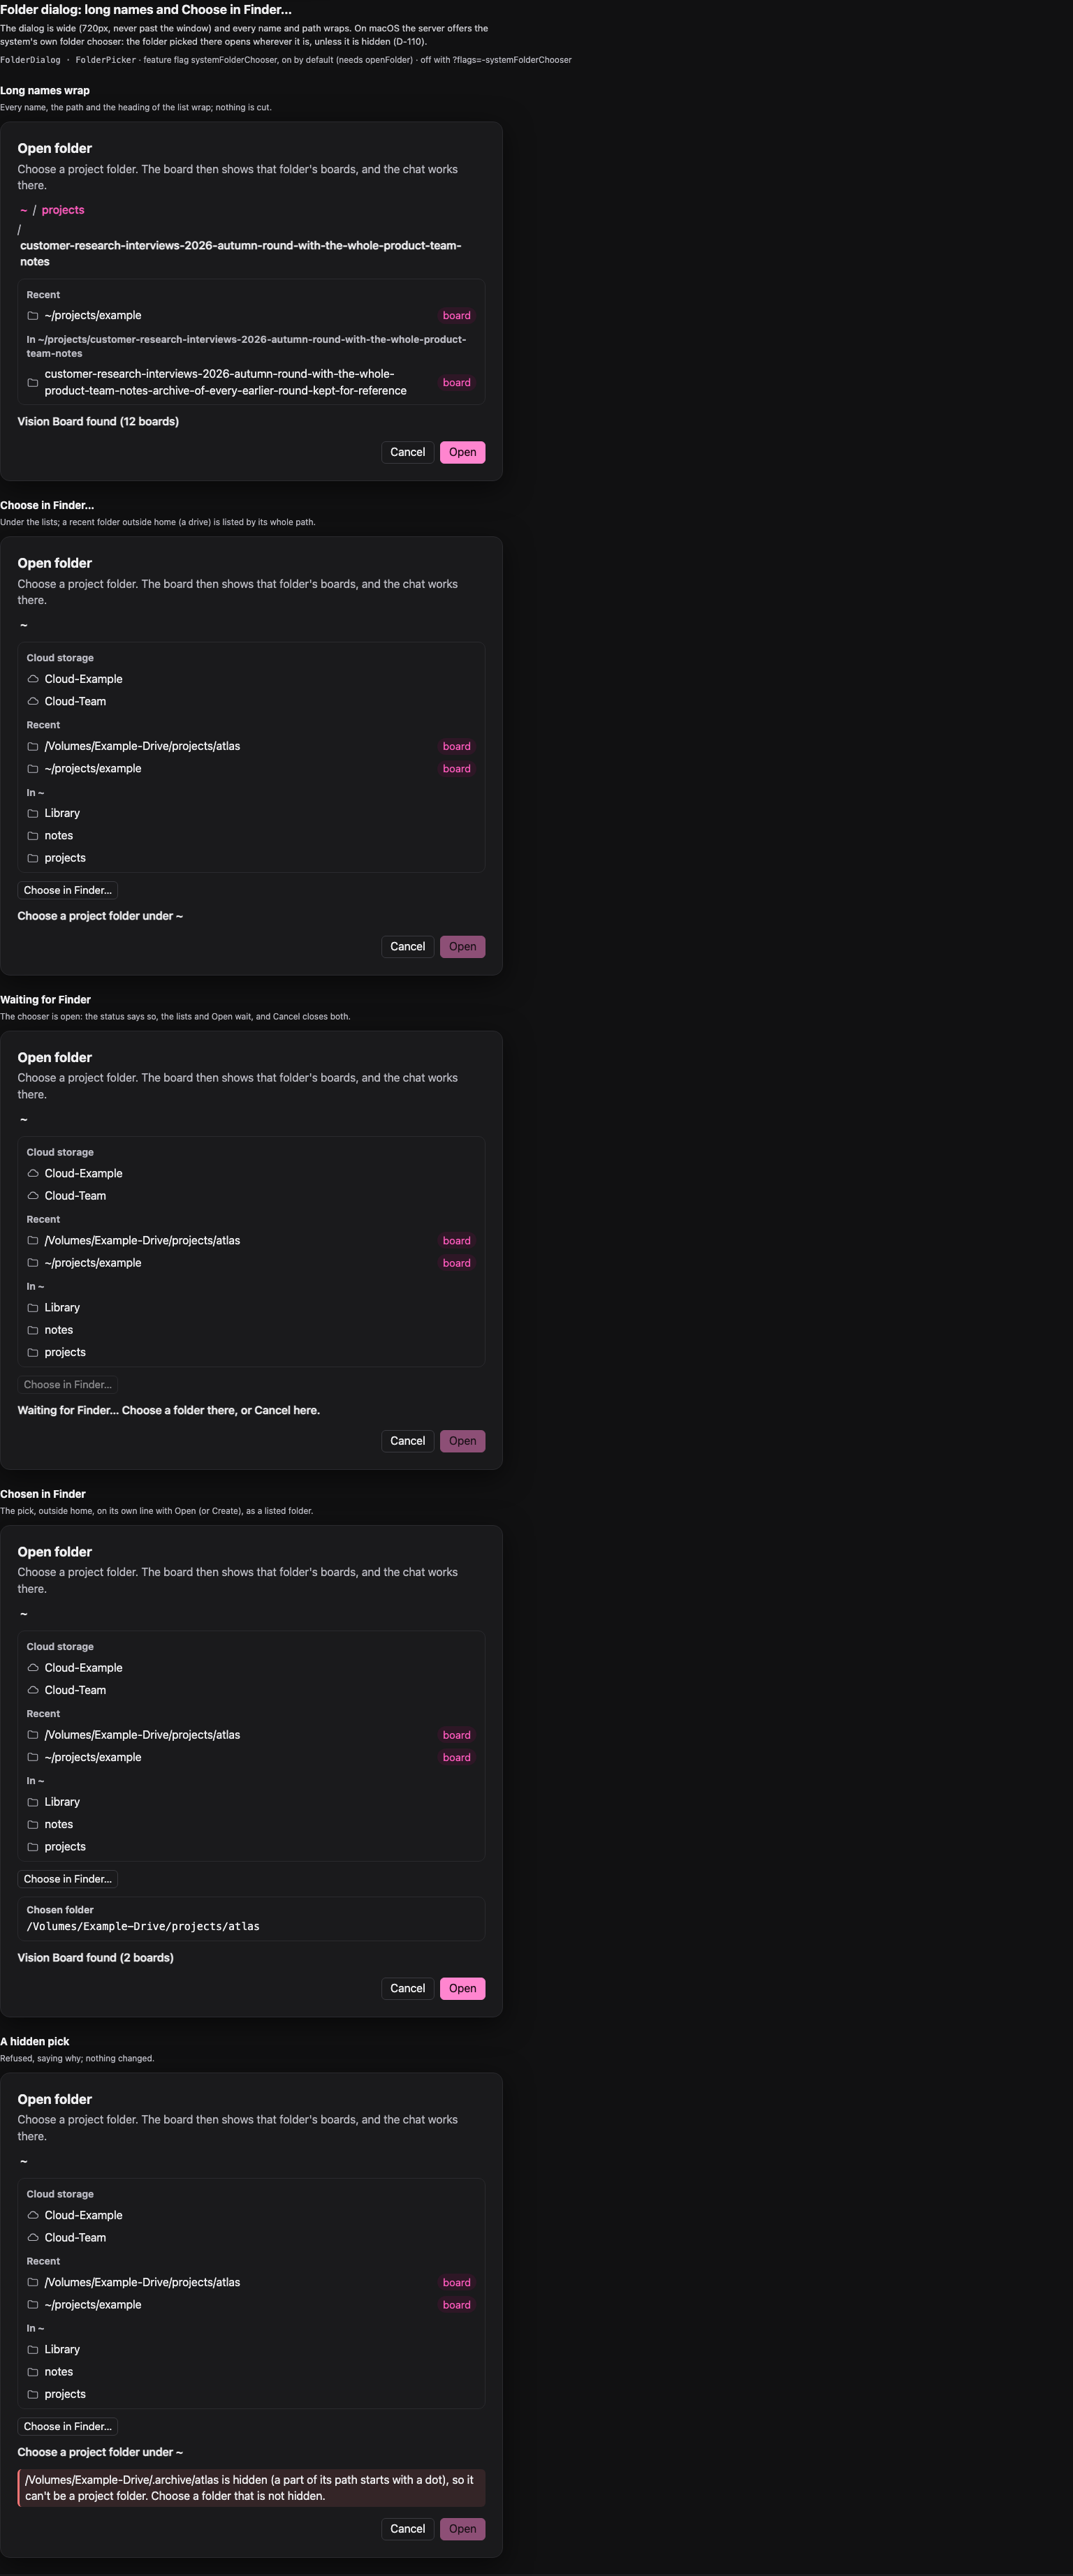 Folder dialog: long names and Choose in Finder...
The dialog is wide (720px, never past the window) and every name and path wraps. On macOS the server offers the
system's own folder chooser: the folder picked there opens wherever it is, unless it is hidden (D-110).
FolderDialog · FolderPicker · feature flag systemFolderChooser, on by default (needs openFolder) · off with ?flags=-systemFolderChooser
Long names wrap
Every name, the path and the heading of the list wrap; nothing is cut.
Open folder
Choose a project folder. The board then shows that folder's boards, and the chat works
there.
~ / projects
/
customer-research-interviews-2026-autumn-round-with-the-whole-product-team-
notes
Recent
~/projects/example board
In ~/projects/customer-research-interviews-2026-autumn-round-with-the-whole-product-
team-notes
customer-research-interviews-2026-autumn-round-with-the-whole-
product-team-notes-archive-of-every-earlier-round-kept-for-reference board
Vision Board found (12 boards)
Cancel Open
Choose in Finder...
Under the lists; a recent folder outside home (a drive) is listed by its whole path.
Open folder
Choose a project folder. The board then shows that folder's boards, and the chat works
there.
~
Cloud storage
Cloud-Example
Cloud-Team
Recent
/Volumes/Example-Drive/projects/atlas board
~/projects/example board
In ~
Library
notes
projects
Choose in Finder...
Choose a project folder under ~
Cancel Open
Waiting for Finder
The chooser is open: the status says so, the lists and Open wait, and Cancel closes both.
Open folder
Choose a project folder. The board then shows that folder's boards, and the chat works
there.
~
Cloud storage
Cloud-Example
Cloud-Team
Recent
/Volumes/Example-Drive/projects/atlas board
~/projects/example board
In ~
Library
notes
projects
Choose in Finder...
Waiting for Finder... Choose a folder there, or Cancel here.
Cancel Open
Chosen in Finder
The pick, outside home, on its own line with Open (or Create), as a listed folder.
Open folder
Choose a project folder. The board then shows that folder's boards, and the chat works
there.
~
Cloud storage
Cloud-Example
Cloud-Team
Recent
/Volumes/Example-Drive/projects/atlas board
~/projects/example board
In ~
Library
notes
projects
Choose in Finder...
Chosen folder
/Volumes/Example-Drive/projects/atlas
Vision Board found (2 boards)
Cancel Open
A hidden pick
Refused, saying why; nothing changed.
Open folder
Choose a project folder. The board then shows that folder's boards, and the chat works
there.
~
Cloud storage
Cloud-Example
Cloud-Team
Recent
/Volumes/Example-Drive/projects/atlas board
~/projects/example board
In ~
Library
notes
projects
Choose in Finder...
Choose a project folder under ~
/Volumes/Example-Drive/.archive/atlas is hidden (a part of its path starts with a dot), so it
can't be a project folder. Choose a folder that is not hidden.
Cancel Open